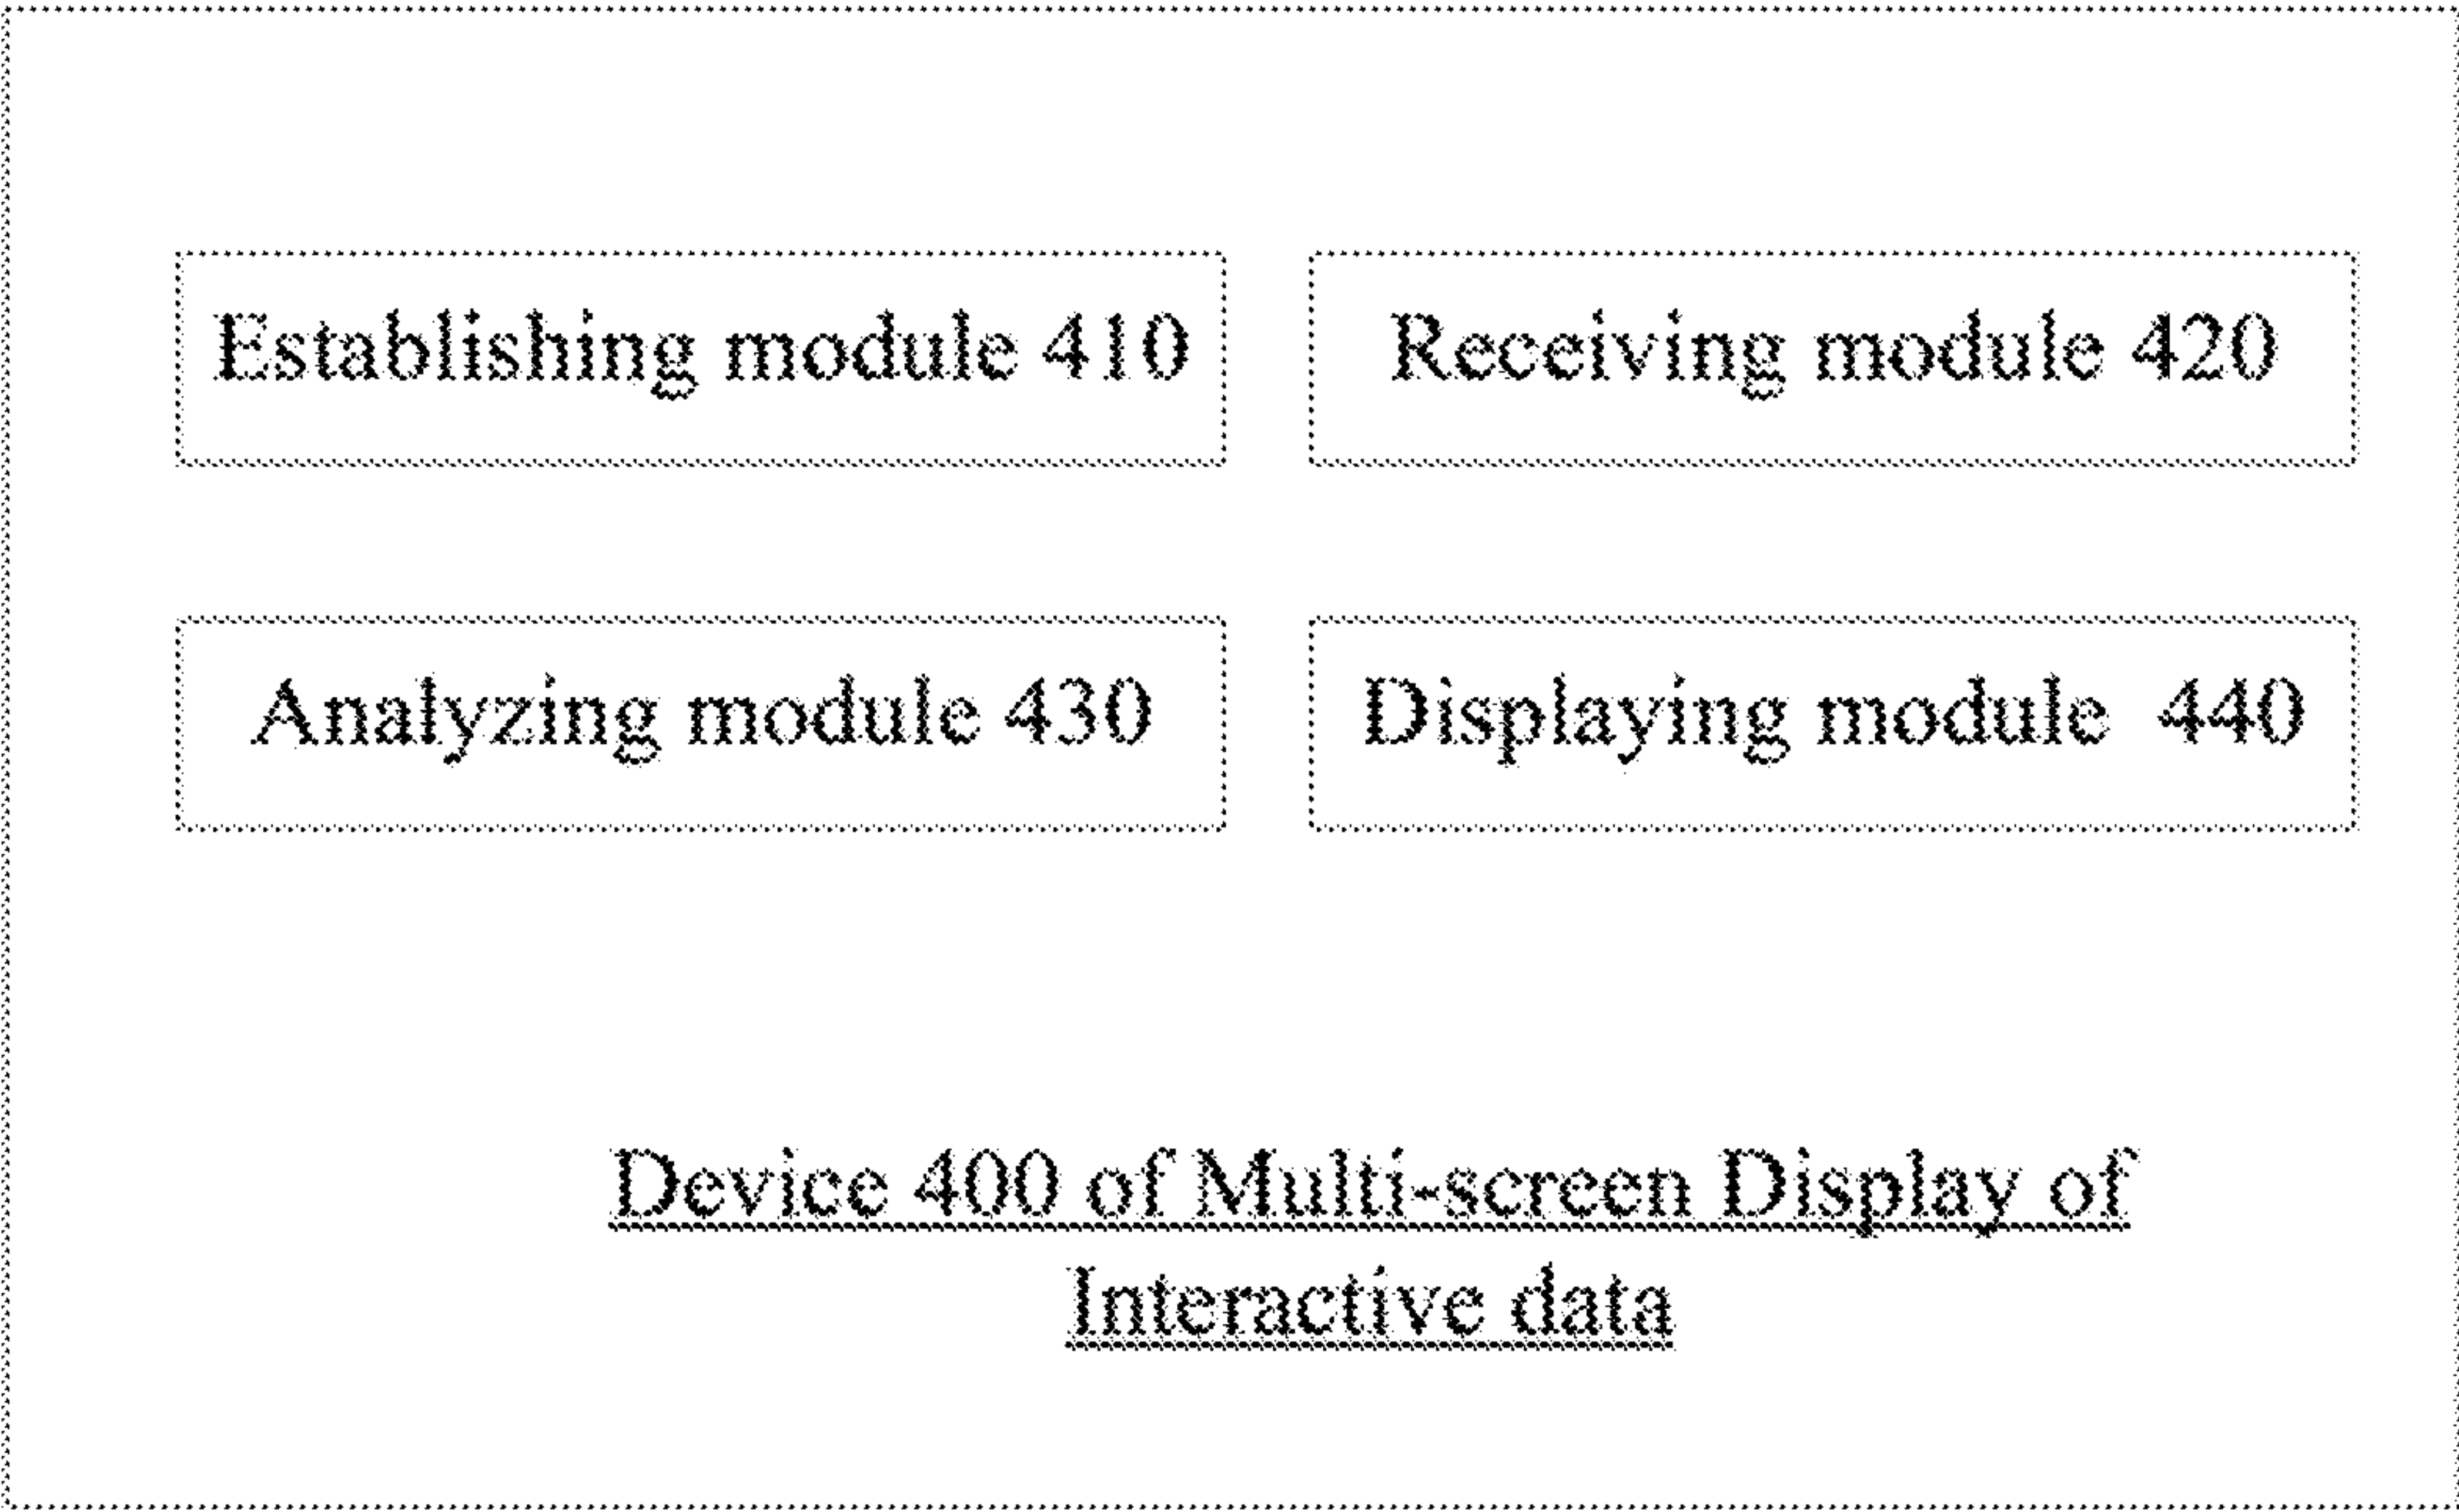 Establishing module 410
Receiving module 420
Analyzing module 430
Displaying module 440
Device 400 of Multi-screen Display of
Interactive data